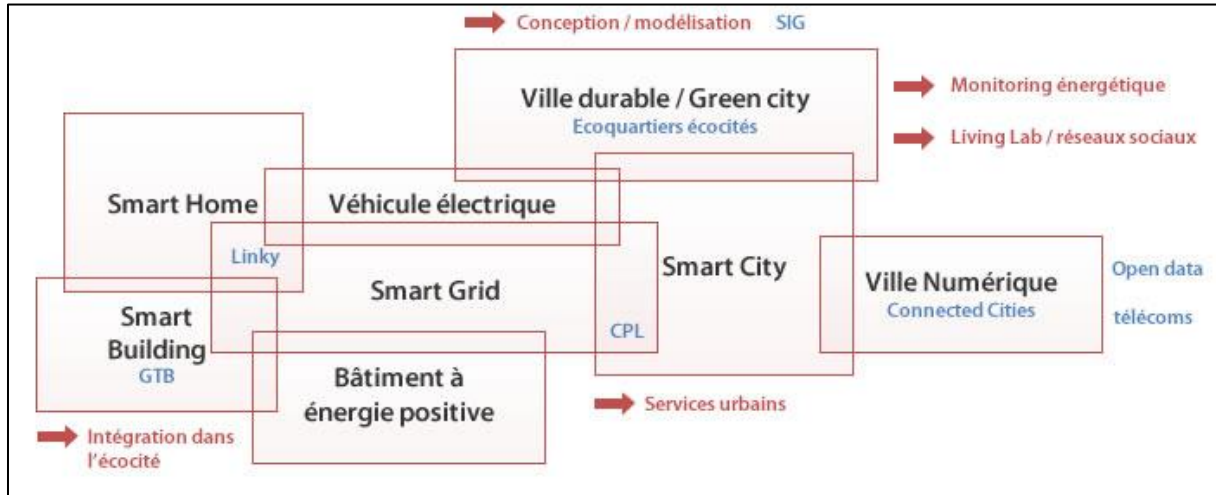 Conception / modélisation SIG
Ville durable / Green city
Ecoquartiers écocités
Monitoring énergétique
Living Lab / réseaux sociaux
Smart Home
Véhicule électrique
Linky
Smart Grid
Smart City
CPL
Ville Numérique
Connected Cities
Open data
télécoms
Smart
Building
GTB
Bâtiment à
énergie positive
Services urbains
Intégration dans
l'écocité